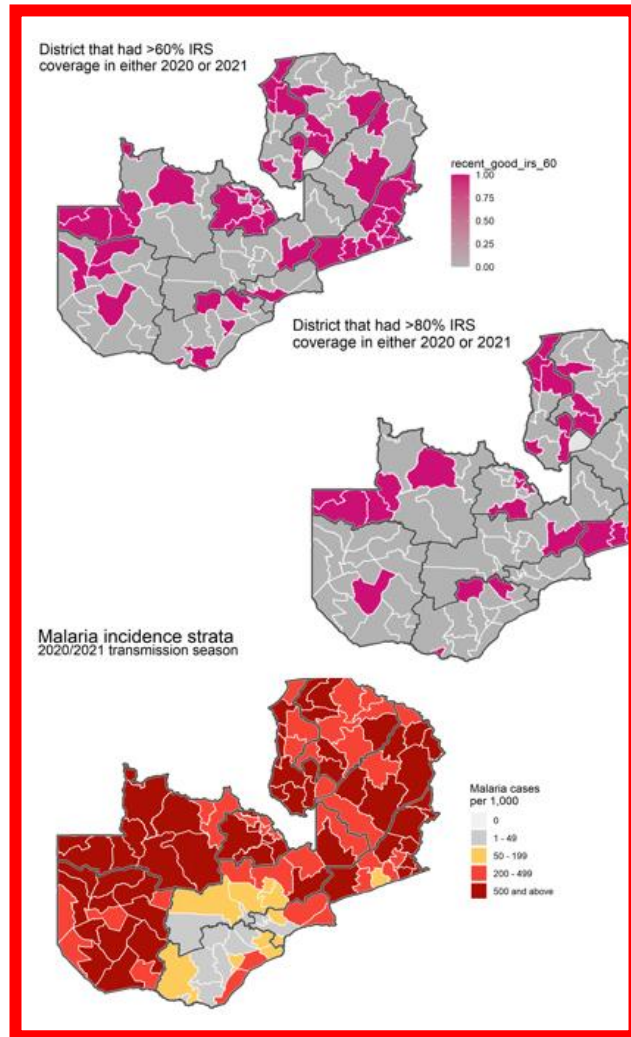 District that had >60% IRS
coverage in either 2020 or 2021
recent_good_irs_60
1.00
0.75
0.50
0.25
0.00
District that had >80% IRS
coverage in either 2020 or 2021
Malaria incidence strata
2020/2021 transmission season
Malaria cases
per 1,000
0
1 - 49
50 - 199
200 - 499
500 and above